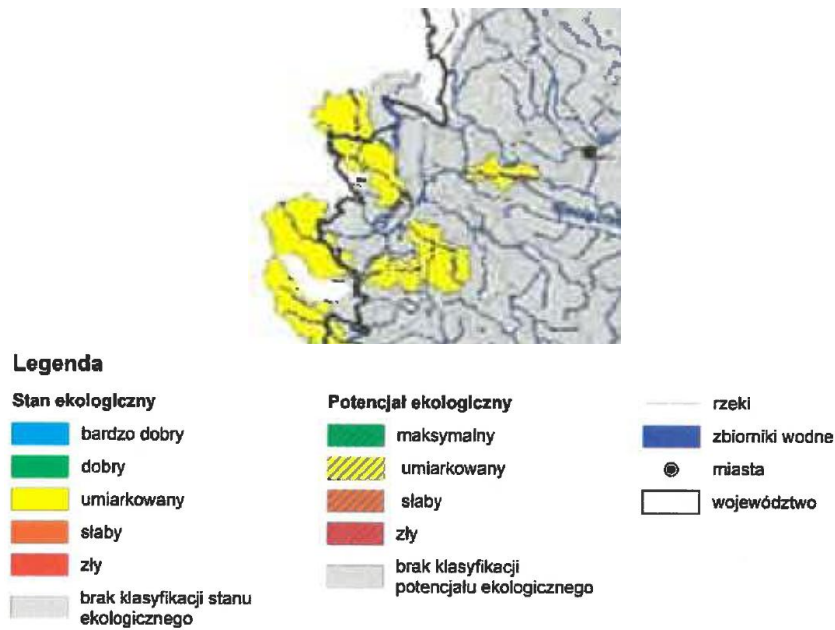 Legenda
Stan ekologiczny
bardzo dobry
dobry
umiarkowany
słaby
zły
brak klasyfikacji stanu
ekologicznego
Potencjał ekologiczny
maksymalny
umiarkowany
słaby
zły
brak klasyfikacji
potencjału ekologicznego
rzeki
zbiorniki wodne
miasta
województwo